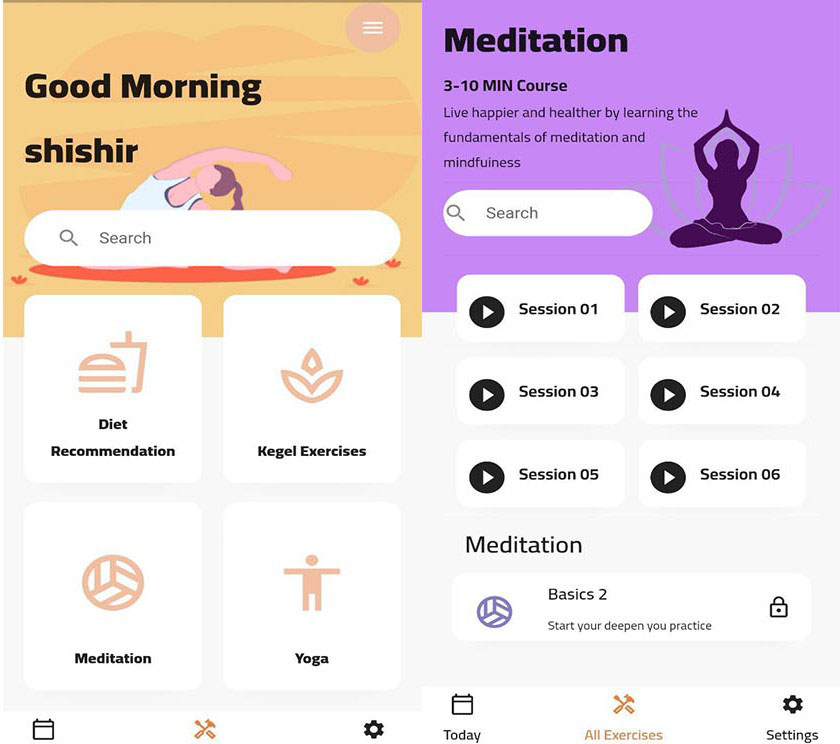 Good Morning
shishir
Search
Diet
Recommendation
Kegel Exercises
Meditation
Yoga
Meditation
3-10 MIN Course
Live happier and healther by learning the
fundamentals of meditation and
mindfuiness
Search
Session 01
Session 02
Session 03
Session 04
Session 05
Session 06
Meditation
Basics 2
Start your deepen you practice
Today
All Exercises
Settings